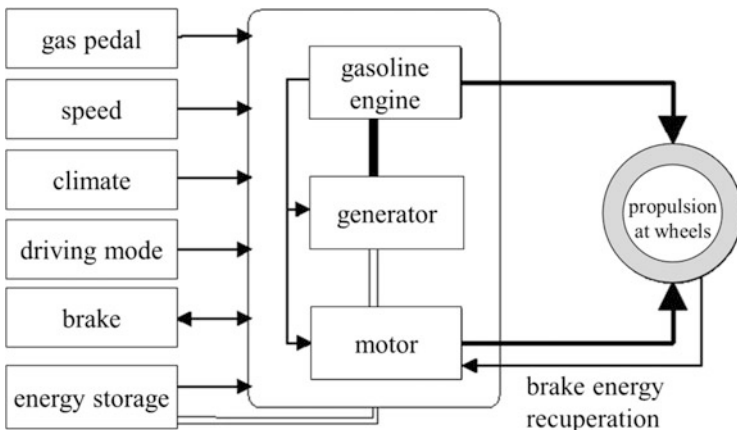 gas pedal
speed
climate
driving mode
brake
energy storage
gasoline
engine
generator
motor
propulsion
at wheels
brake energy
recuperation